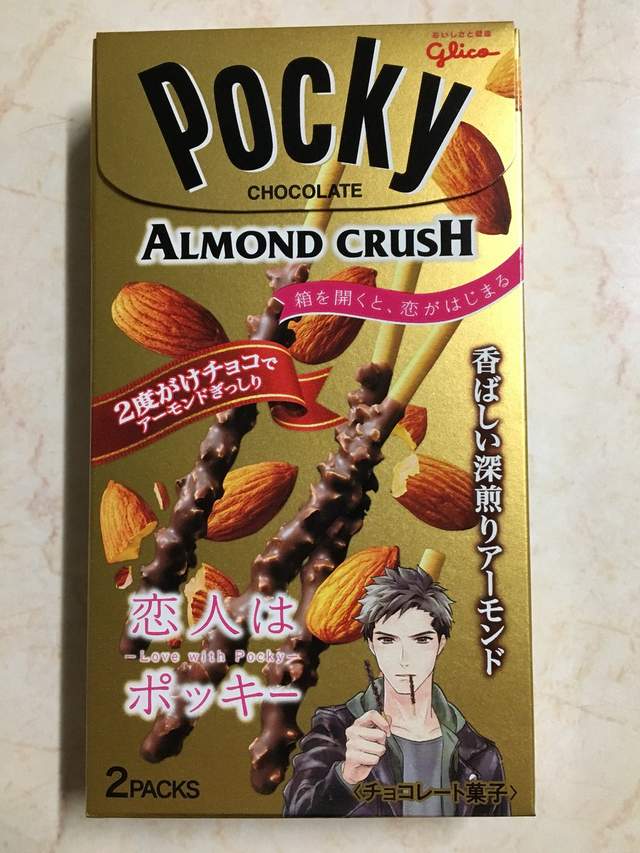 おいしさと健康
glico
Pocky
CHOCOLATE
ALMOND CRUSH
箱を開くと、恋がはじまる
2度がけチョコで
アーモンドぎっしり
香ばしい深煎りアーモンド
恋人は
-Love with Pocky-
ポッキー
2PACKS
〈チョコレート菓子〉